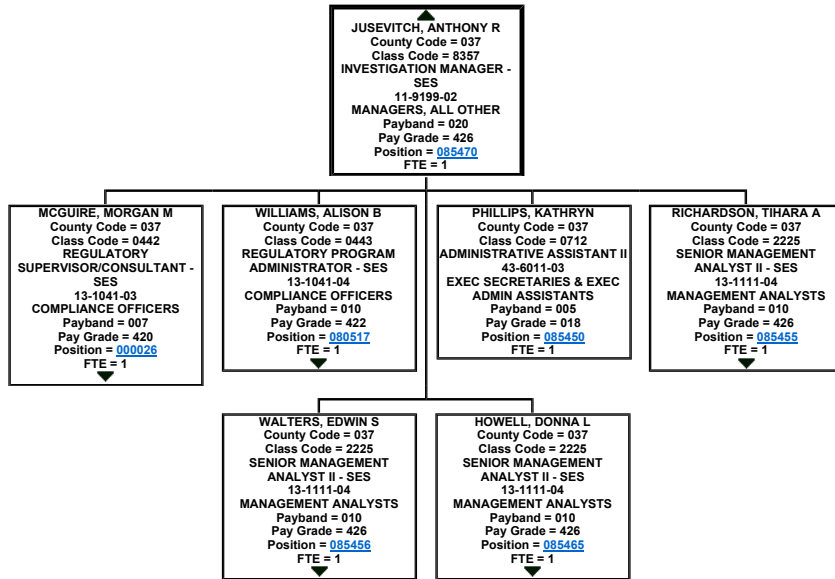 JUSEVITCH, ANTHONY R
County Code = 037
Class Code = 8357
INVESTIGATION MANAGER -
SES
11-9199-02
MANAGERS, ALL OTHER
Payband = 020
Pay Grade = 426
Position = 085470
FTE = 1
MCGUIRE, MORGAN M
County Code = 037
Class Code = 0442
REGULATORY
SUPERVISOR/CONSULTANT -
SES
13-1041-03
COMPLIANCE OFFICERS
Payband = 007
Pay Grade = 420
Position = 000026
FTE = 1
WILLIAMS, ALISON B
County Code = 037
Class Code = 0443
REGULATORY PROGRAM
ADMINISTRATOR - SES
13-1041-04
COMPLIANCE OFFICERS
Payband = 010
Pay Grade = 422
Position = 080517
FTE = 1
PHILLIPS, KATHRYN
County Code = 037
Class Code = 0712
ADMINISTRATIVE ASSISTANT II
43-6011-03
EXEC SECRETARIES & EXEC
ADMIN ASSISTANTS
Payband = 005
Pay Grade = 018
Position = 085450
FTE = 1
RICHARDSON, TIHARA A
County Code = 037
Class Code = 2225
SENIOR MANAGEMENT
ANALYST II - SES
13-1111-04
MANAGEMENT ANALYSTS
Payband = 010
Pay Grade = 426
Position = 085455
FTE = 1
WALTERS, EDWIN S
County Code = 037
Class Code = 2225
SENIOR MANAGEMENT
ANALYST II - SES
13-1111-04
MANAGEMENT ANALYSTS
Payband = 010
Pay Grade = 426
Position = 085456
FTE = 1
HOWELL, DONNA L
County Code = 037
Class Code = 2225
SENIOR MANAGEMENT
ANALYST II - SES
13-1111-04
MANAGEMENT ANALYSTS
Payband = 010
Pay Grade = 426
Position = 085465
FTE = 1